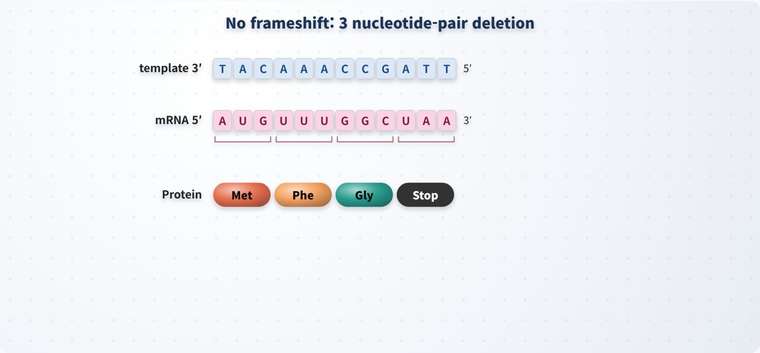 No frameshift: 3 nucleotide-pair deletion
template 3′ T A C A A A C C G A T T 5′
mRNA 5′ A U G U U U G G C U A A 3′
Protein Met Phe Gly Stop